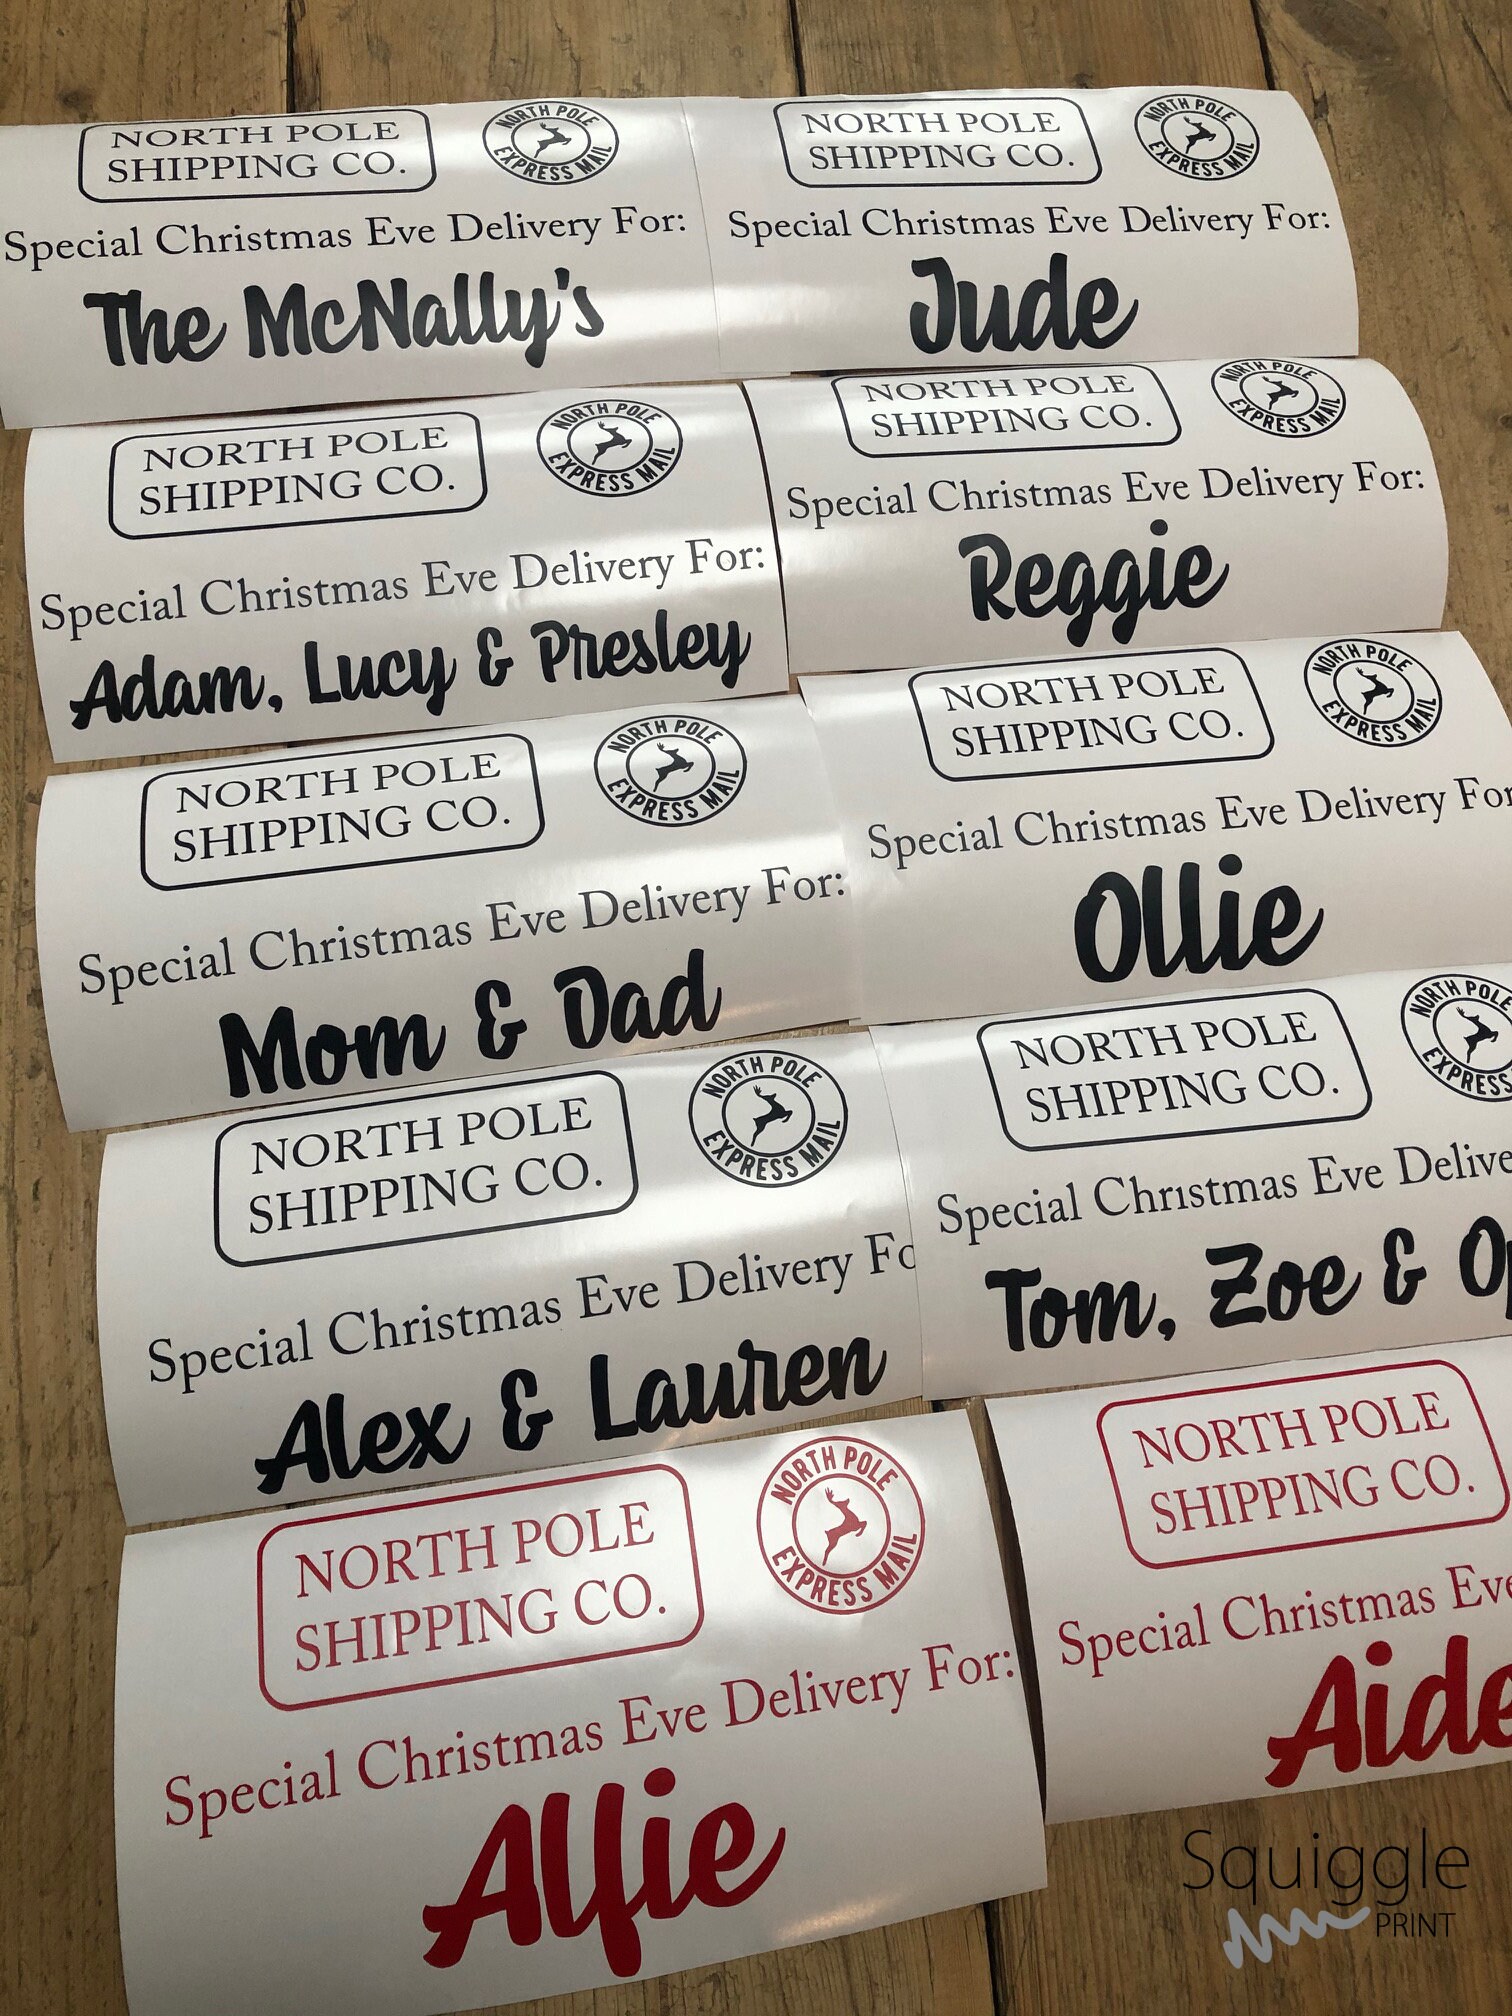 NORTH POLE
SHIPPING CO.
NORTH POLE
EXPRESS MAIL
Special Christmas Eve Delivery For:
The McNally's
NORTH POLE
SHIPPING CO.
NORTH POLE
EXPRESS MAIL
Special Christmas Eve Delivery For:
Jude
NORTH POLE
SHIPPING CO.
NORTH POLE
EXPRESS MAIL
Special Christmas Eve Delivery For:
Adam, Lucy & Presley
NORTH POLE
SHIPPING CO.
NORTH POLE
EXPRESS MAIL
Special Christmas Eve Delivery For:
Reggie
NORTH POLE
SHIPPING CO.
NORTH POLE
EXPRESS MAIL
Special Christmas Eve Delivery For:
Mom & Dad
NORTH POLE
SHIPPING CO.
NORTH POLE
EXPRESS MAIL
Special Christmas Eve Delivery For
Ollie
NORTH POLE
SHIPPING CO.
NORTH POLE
EXPRESS MAIL
Special Christmas Eve Delivery Fo
Alex & Lauren
NORTH POLE
SHIPPING CO.
NORTH POLE
EXPRESS
Special Christmas Eve Delive
Tom, Zoe &
NORTH POLE
SHIPPING CO.
NORTH POLE
EXPRESS MAIL
Special Christmas Eve Delivery For:
Alfie
NORTH POLE
SHIPPING CO.
Special Christmas Eve
Aide
Squiggle
PRINT